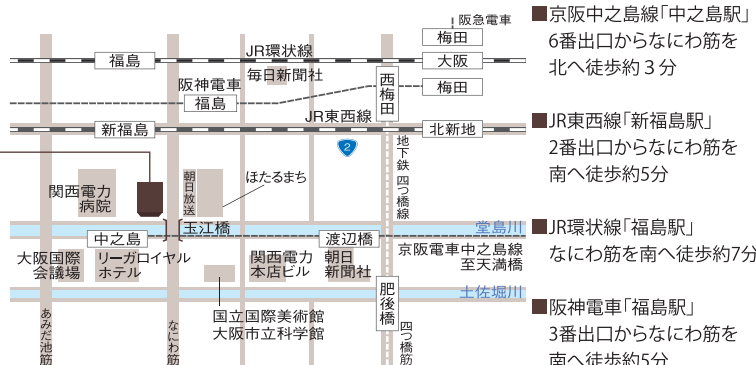 阪急電車
梅田
JR環状線
福島
大阪
毎日新聞社
阪神電車
福島
西梅田
梅田
JR東西線
新福島
北新地
2
地下鉄 四つ橋線
関西電力
病院
朝日放送
ほたるまち
玉江橋
堂島川
中之島
渡辺橋
京阪電車中之島線
至天満橋
大阪国際
会議場
リーガロイヤル
ホテル
関西電力
本店ビル
朝日
新聞社
肥後橋
土佐堀川
国立国際美術館
大阪市立科学館
あみだ池筋
なにわ筋
四つ橋筋
■京阪中之島線「中之島駅」
6番出口からなにわ筋を
北へ徒歩約3分
■JR東西線「新福島駅」
2番出口からなにわ筋を
南へ徒歩約5分
■JR環状線「福島駅」
なにわ筋を南へ徒歩約7分
■阪神電車「福島駅」
3番出口からなにわ筋を
南へ徒歩約5分